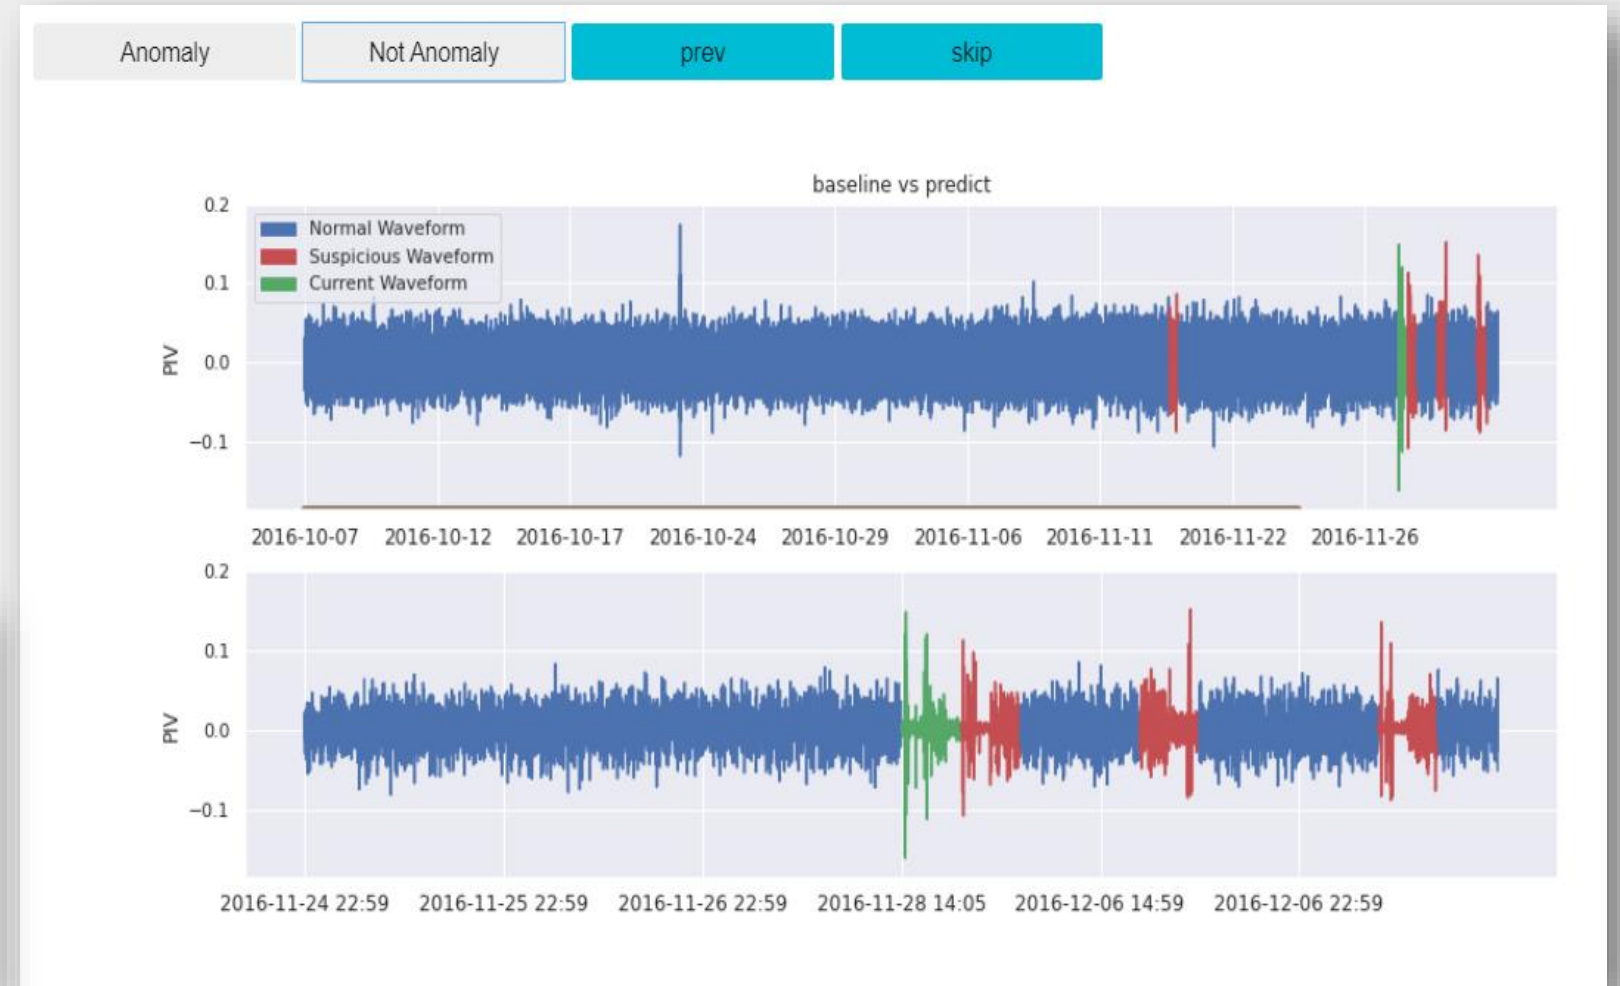 Anomaly Not Anomaly prev skip
baseline vs predict
0.2
Normal Waveform
Suspicious Waveform
Current Waveform
0.1
0.0
−0.1
PIV
2016-10-07 2016-10-12 2016-10-17 2016-10-24 2016-10-29 2016-11-06 2016-11-11 2016-11-22 2016-11-26
0.2
0.1
0.0
−0.1
PIV
2016-11-24 22:59 2016-11-25 22:59 2016-11-26 22:59 2016-11-28 14:05 2016-12-06 14:59 2016-12-06 22:59